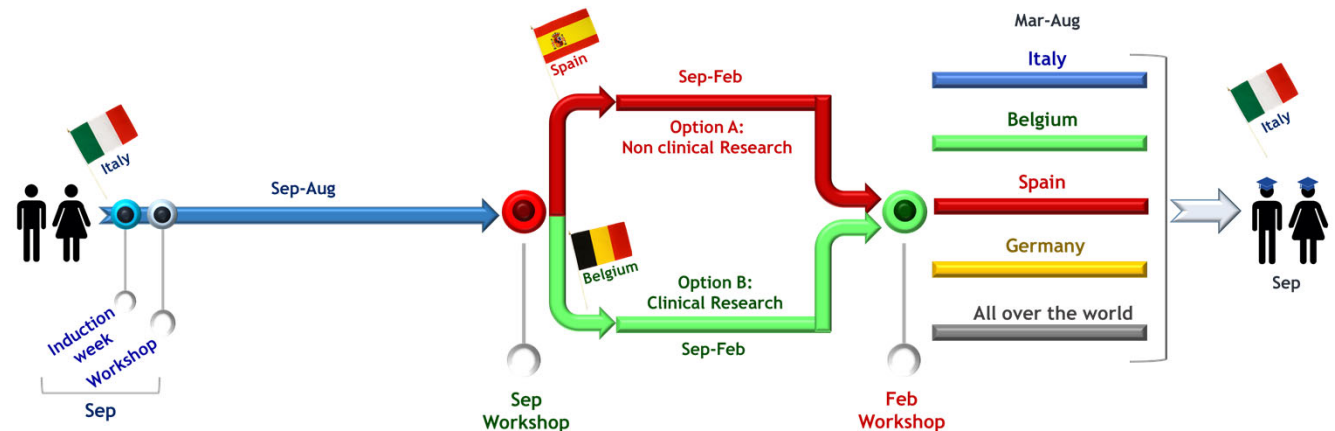 Italy
Induction
week
Workshop
Sep
Sep-Aug
Sep
Workshop
Spain
Sep-Feb
Option A:
Non clinical Research
Belgium
Option B:
Clinical Research
Sep-Feb
Feb
Workshop
Mar-Aug
Italy
Belgium
Spain
Germany
All over the world
Italy
Sep